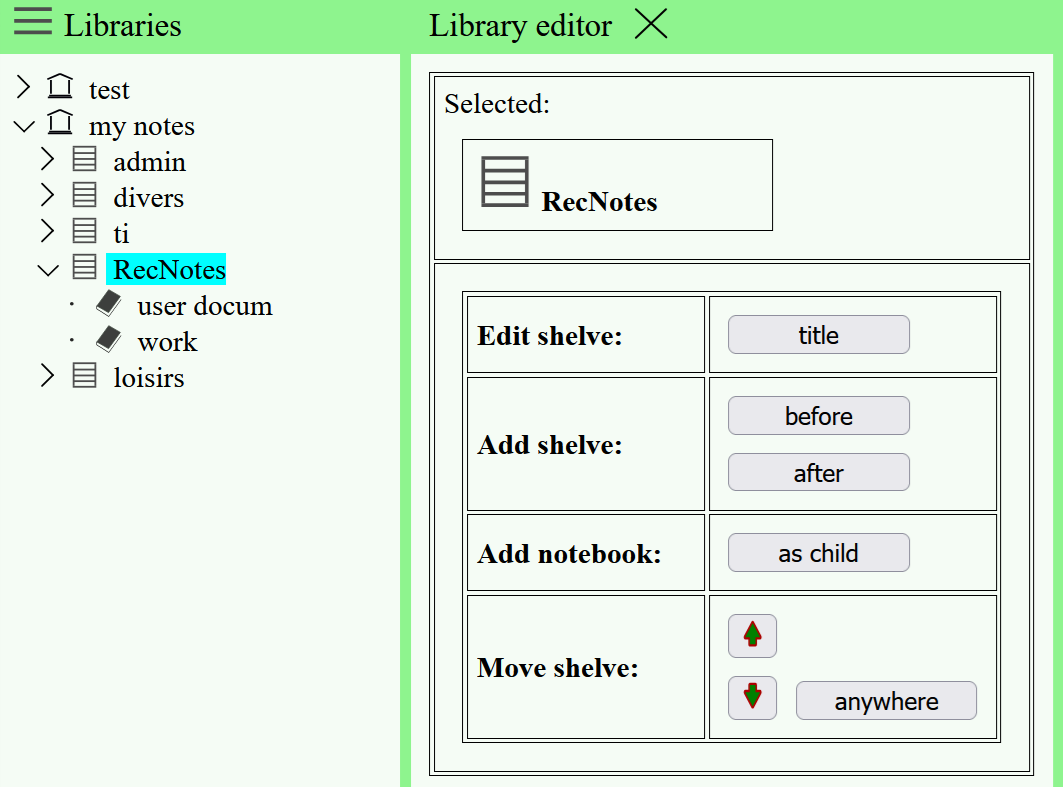 Libraries
test
my notes
admin
divers
ti
RecNotes
user docum
work
loisirs
Library editor
Selected:
RecNotes
Edit shelve:
title
Add shelve:
before
after
Add notebook:
as child
Move shelve:
anywhere